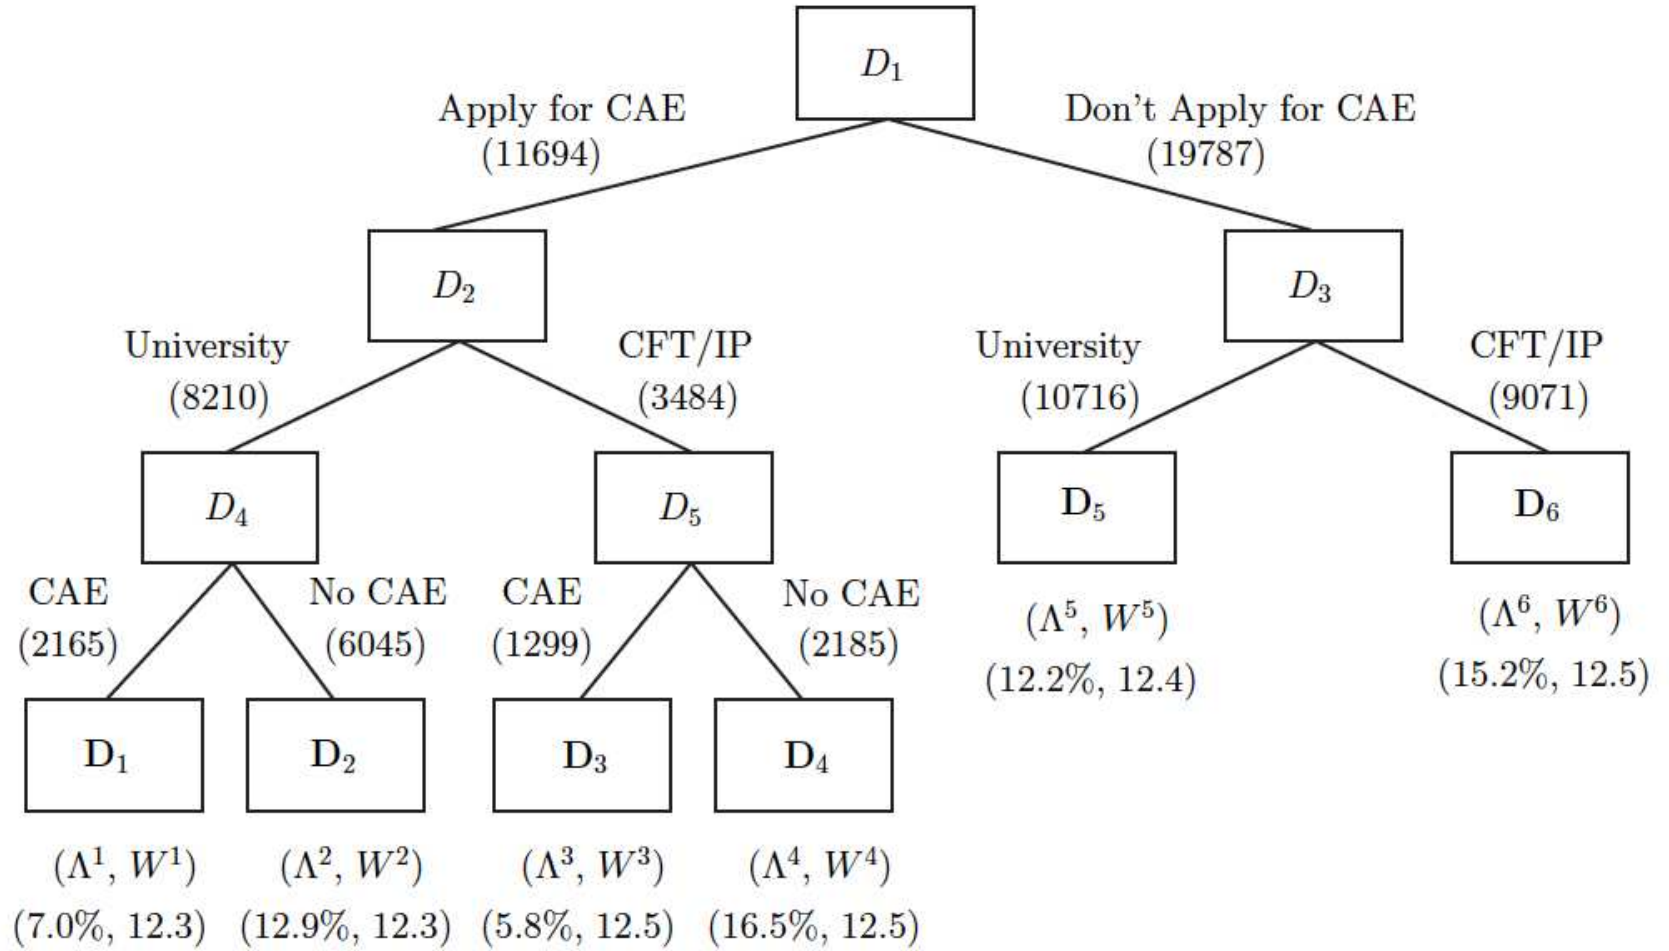 D₁
Apply for CAE
(11694)
Don't Apply for CAE
(19787)
D₂
D₃
University
(8210)
CFT/IP
(3484)
University
(10716)
CFT/IP
(9071)
D₄
D₅
D₅
D₆
CAE
(2165)
No CAE
(6045)
CAE
(1299)
No CAE
(2185)
(Λ⁵, W⁵)
(12.2%, 12.4)
(Λ⁶, W⁶)
(15.2%, 12.5)
D₁
D₂
D₃
D₄
(Λ¹, W¹)
(Λ², W²)
(Λ³, W³)
(Λ⁴, W⁴)
(7.0%, 12.3)
(12.9%, 12.3)
(5.8%, 12.5)
(16.5%, 12.5)